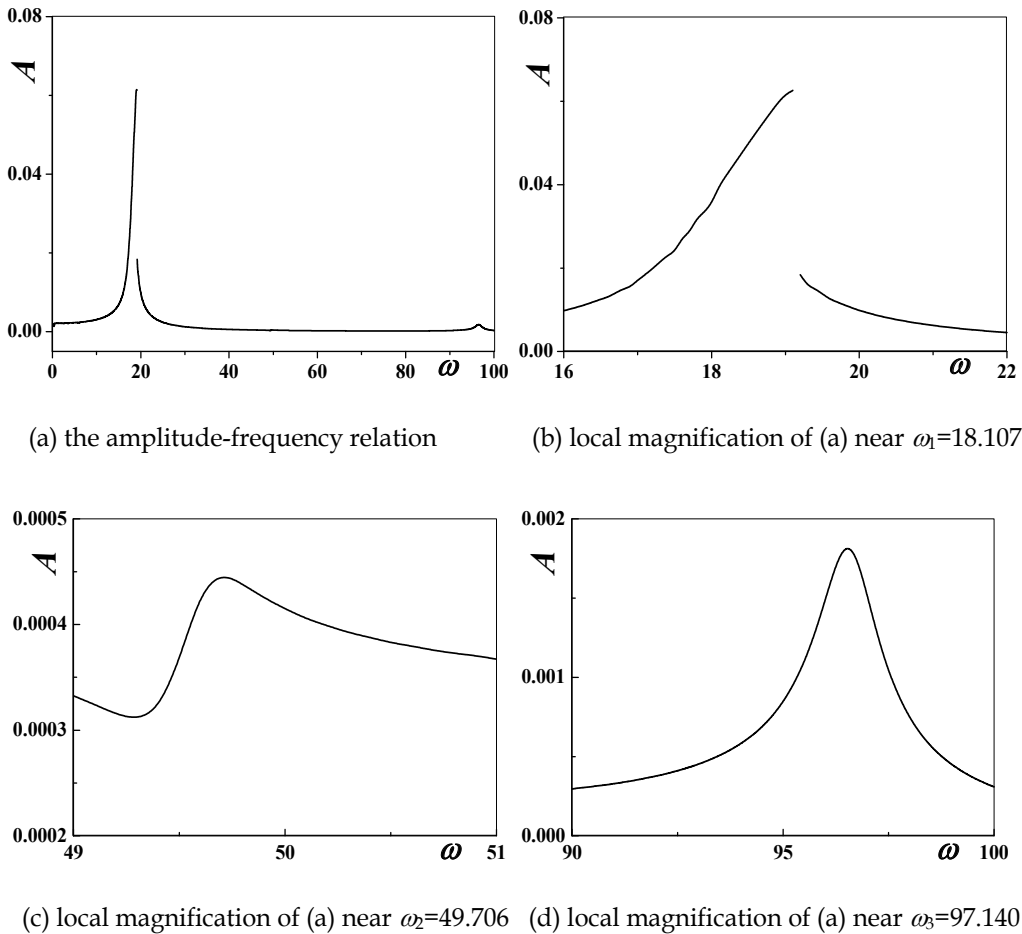 0.08
A
0.04
0.00
0 20 40 60 80 ω 100
(a) the amplitude-frequency relation
0.08
A
0.04
0.00
16 18 20 ω 22
(b) local magnification of (a) near ω1=18.107
0.0005
A
0.0004
0.0003
0.0002
49 50 ω 51
(c) local magnification of (a) near ω2=49.706
0.002
A
0.001
0.000
90 95 ω 100
(d) local magnification of (a) near ω3=97.140